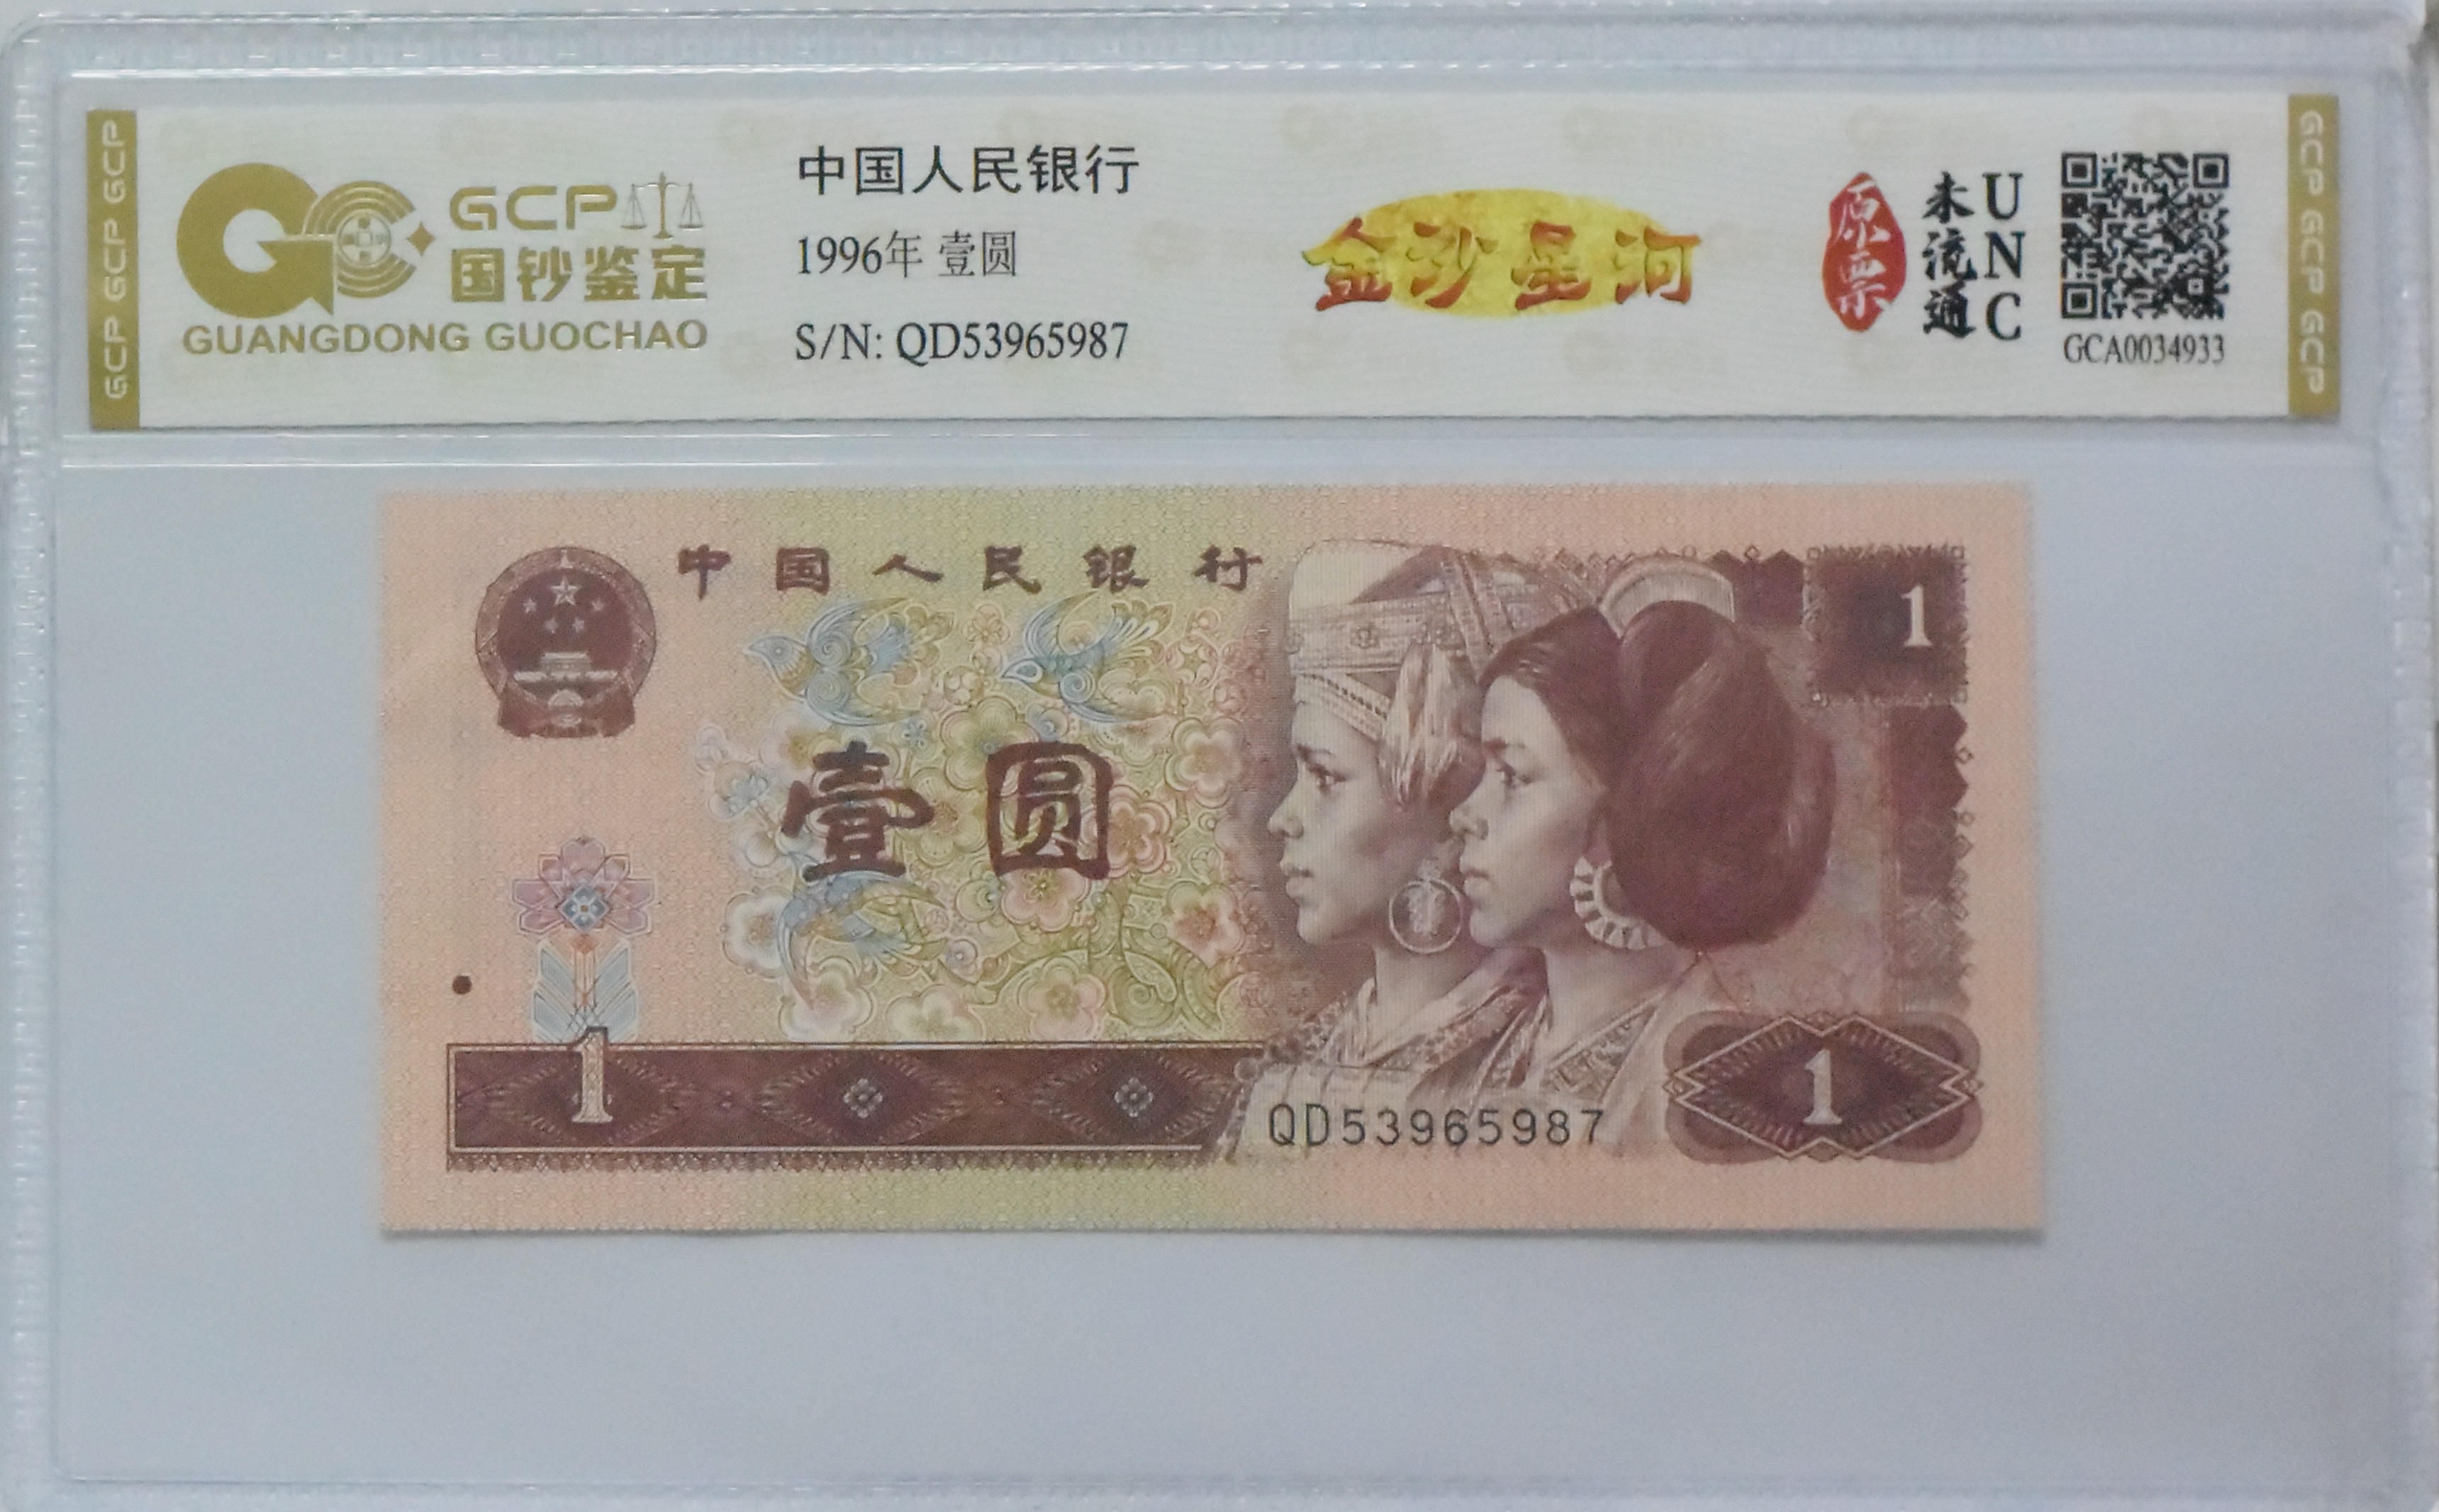 GCP GCP GCP
GCP
国钞鉴定
GUANGDONG GUOCHAO
中国人民银行
1996年 壹圆
S/N: QD53965987
金沙星河
原票
未流通
UNC
GCA0034933
GCP GCP GCP
中国人民银行
1
壹圆
1
QD53965987
1